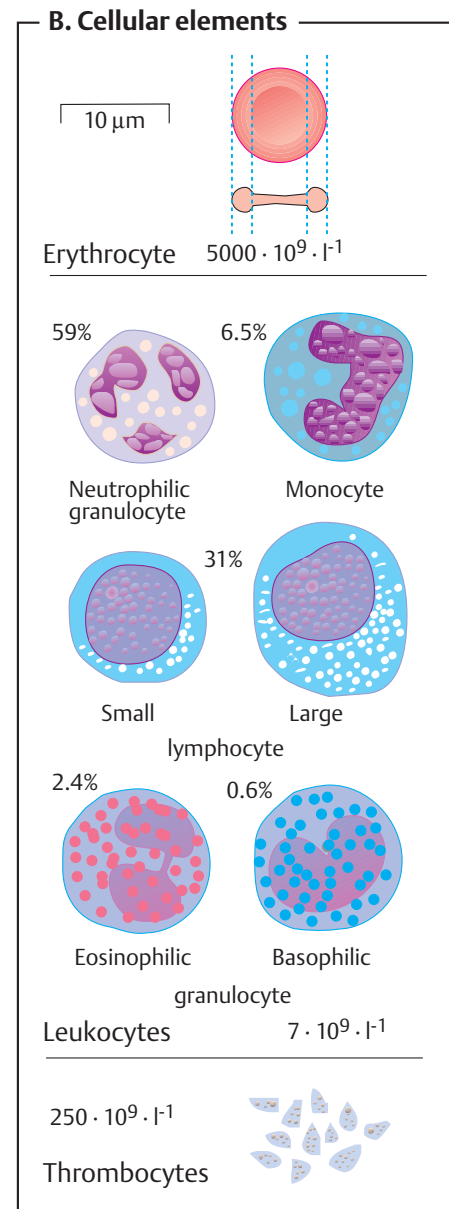 B. Cellular elements
10 μm
Erythrocyte 5000 · 10⁹ · l⁻¹
59% 6.5%
Neutrophilic granulocyte
Monocyte
31%
Small Large
lymphocyte
2.4% 0.6%
Eosinophilic Basophilic
granulocyte
Leukocytes 7 · 10⁹ · l⁻¹
250 · 10⁹ · l⁻¹
Thrombocytes